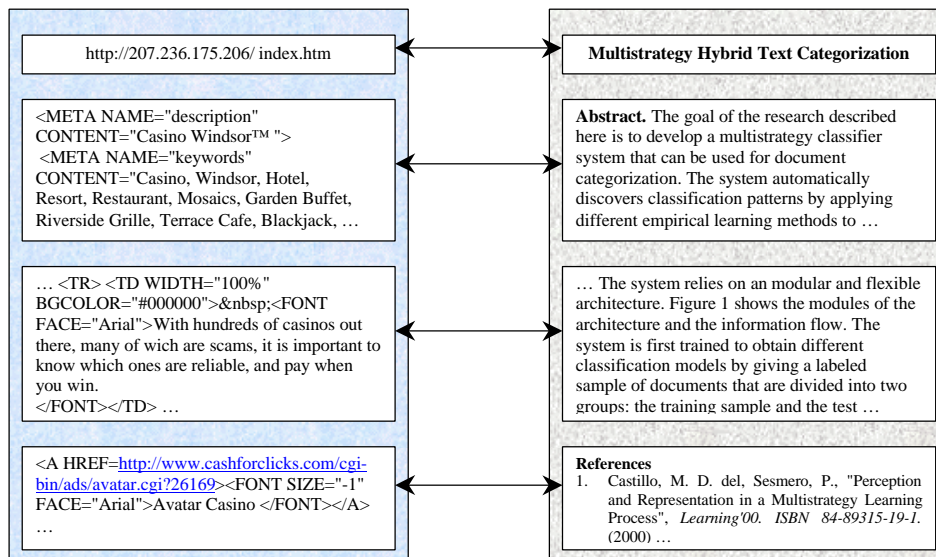 http://207.236.175.206/ index.htm
<META NAME="description"
CONTENT="Casino Windsor™ ">
<META NAME="keywords"
CONTENT="Casino, Windsor, Hotel,
Resort, Restaurant, Mosaics, Garden Buffet,
Riverside Grille, Terrace Cafe, Blackjack, …
… <TR> <TD WIDTH="100%"
BGCOLOR="#000000">&nbsp;<FONT
FACE="Arial">With hundreds of casinos out
there, many of wich are scams, it is important to
know which ones are reliable, and pay when
you win.
</FONT></TD> …
<A HREF=http://www.cashforclicks.com/cgi-
bin/ads/avatar.cgi?26169><FONT SIZE="-1"
FACE="Arial">Avatar Casino </FONT></A>
…
Multistrategy Hybrid Text Categorization
Abstract. The goal of the research described
here is to develop a multistrategy classifier
system that can be used for document
categorization. The system automatically
discovers classification patterns by applying
different empirical learning methods to …
… The system relies on an modular and flexible
architecture. Figure 1 shows the modules of the
architecture and the information flow. The
system is first trained to obtain different
classification models by giving a labeled
sample of documents that are divided into two
groups: the training sample and the test …
References
1. Castillo, M. D. del, Sesmero, P., "Perception
and Representation in a Multistrategy Learning
Process", Learning'00. ISBN 84-89315-19-1.
(2000) …